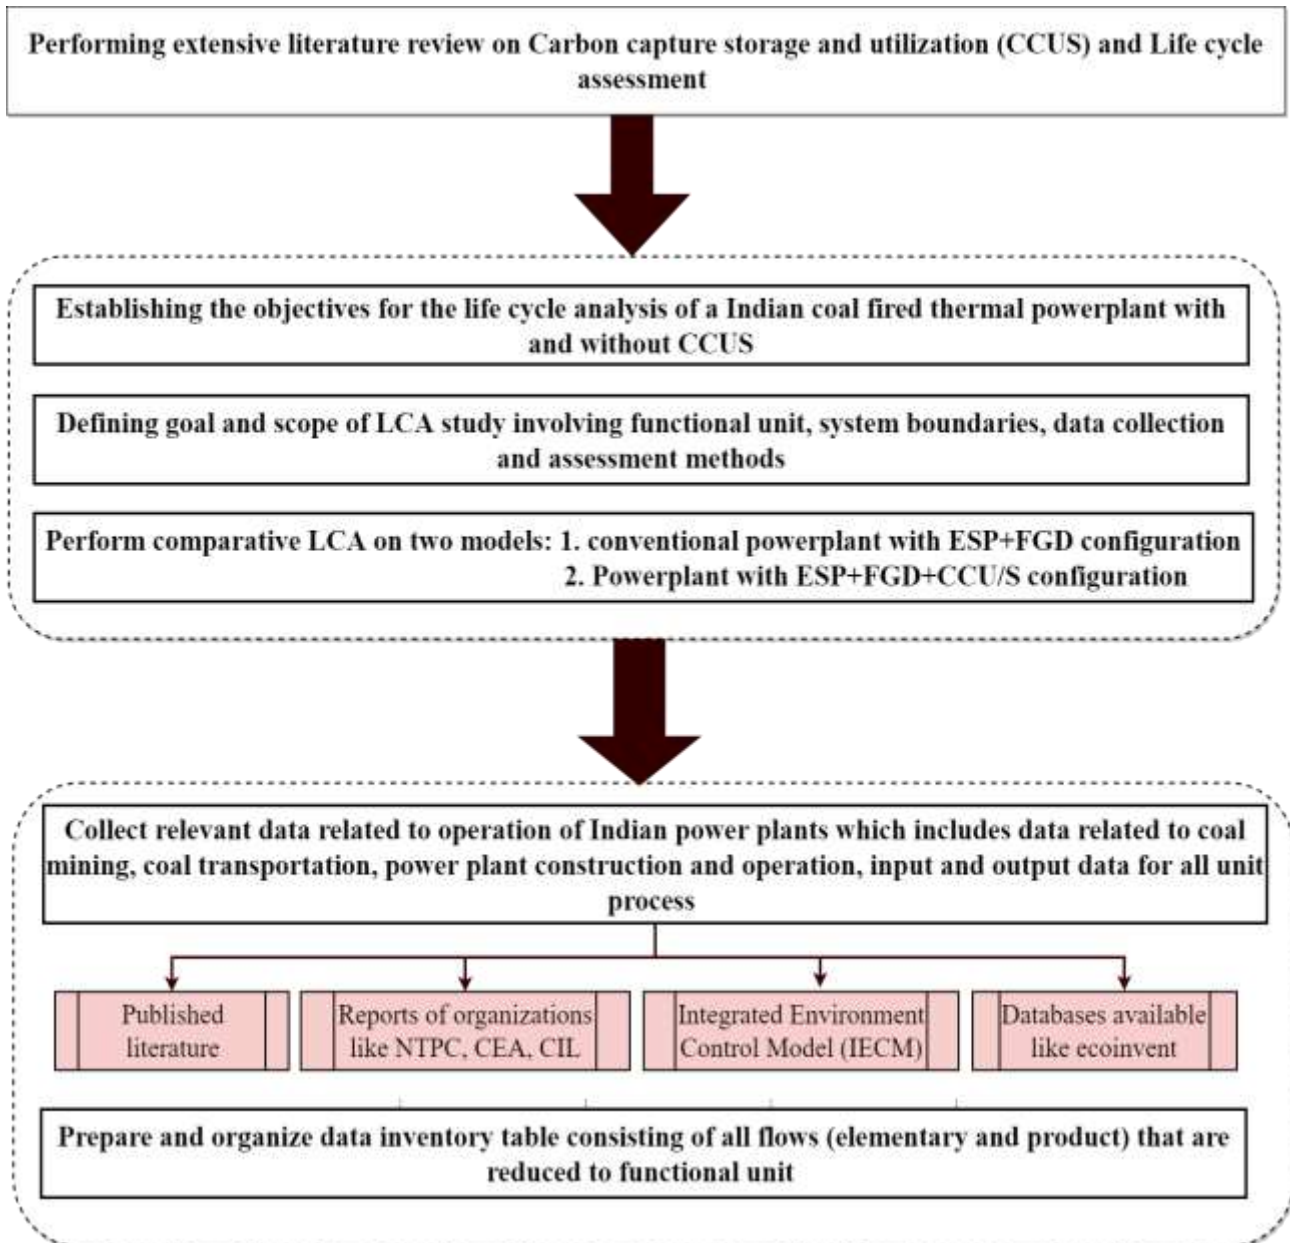 Performing extensive literature review on Carbon capture storage and utilization (CCUS) and Life cycle
assessment
Establishing the objectives for the life cycle analysis of a Indian coal fired thermal powerplant with
and without CCUS
Defining goal and scope of LCA study involving functional unit, system boundaries, data collection
and assessment methods
Perform comparative LCA on two models: 1. conventional powerplant with ESP+FGD configuration
2. Powerplant with ESP+FGD+CCU/S configuration
Collect relevant data related to operation of Indian power plants which includes data related to coal
mining, coal transportation, power plant construction and operation, input and output data for all unit
process
Published
literature
Reports of organizations
like NTPC, CEA, CIL
Integrated Environment
Control Model (IECM)
Databases available
like ecoinvent
Prepare and organize data inventory table consisting of all flows (elementary and product) that are
reduced to functional unit